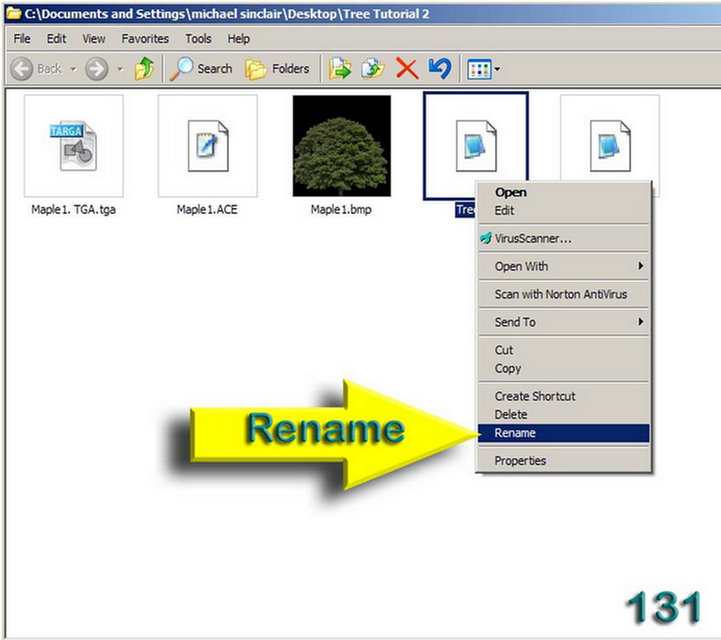 C:\Documents and Settings\michael sinclair\Desktop\Tree Tutorial 2
File Edit View Favorites Tools Help
Back Search Folders
TARGA
Maple1. TGA.tga Maple1.ACE Maple1.bmp
Open
Edit
VirusScanner...
Open With
Scan with Norton AntiVirus
Send To
Cut
Copy
Create Shortcut
Delete
Rename
Rename
Properties
131